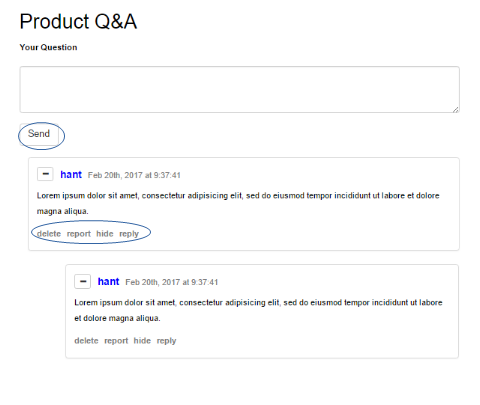 Product Q&A
Your Question
Send
− hant Feb 20th, 2017 at 9:37:41
Lorem ipsum dolor sit amet, consectetur adipisicing elit, sed do eiusmod tempor incididunt ut labore et dolore
magna aliqua.
delete report hide reply
− hant Feb 20th, 2017 at 9:37:41
Lorem ipsum dolor sit amet, consectetur adipisicing elit, sed do eiusmod tempor incididunt ut labore
et dolore magna aliqua.
delete report hide reply